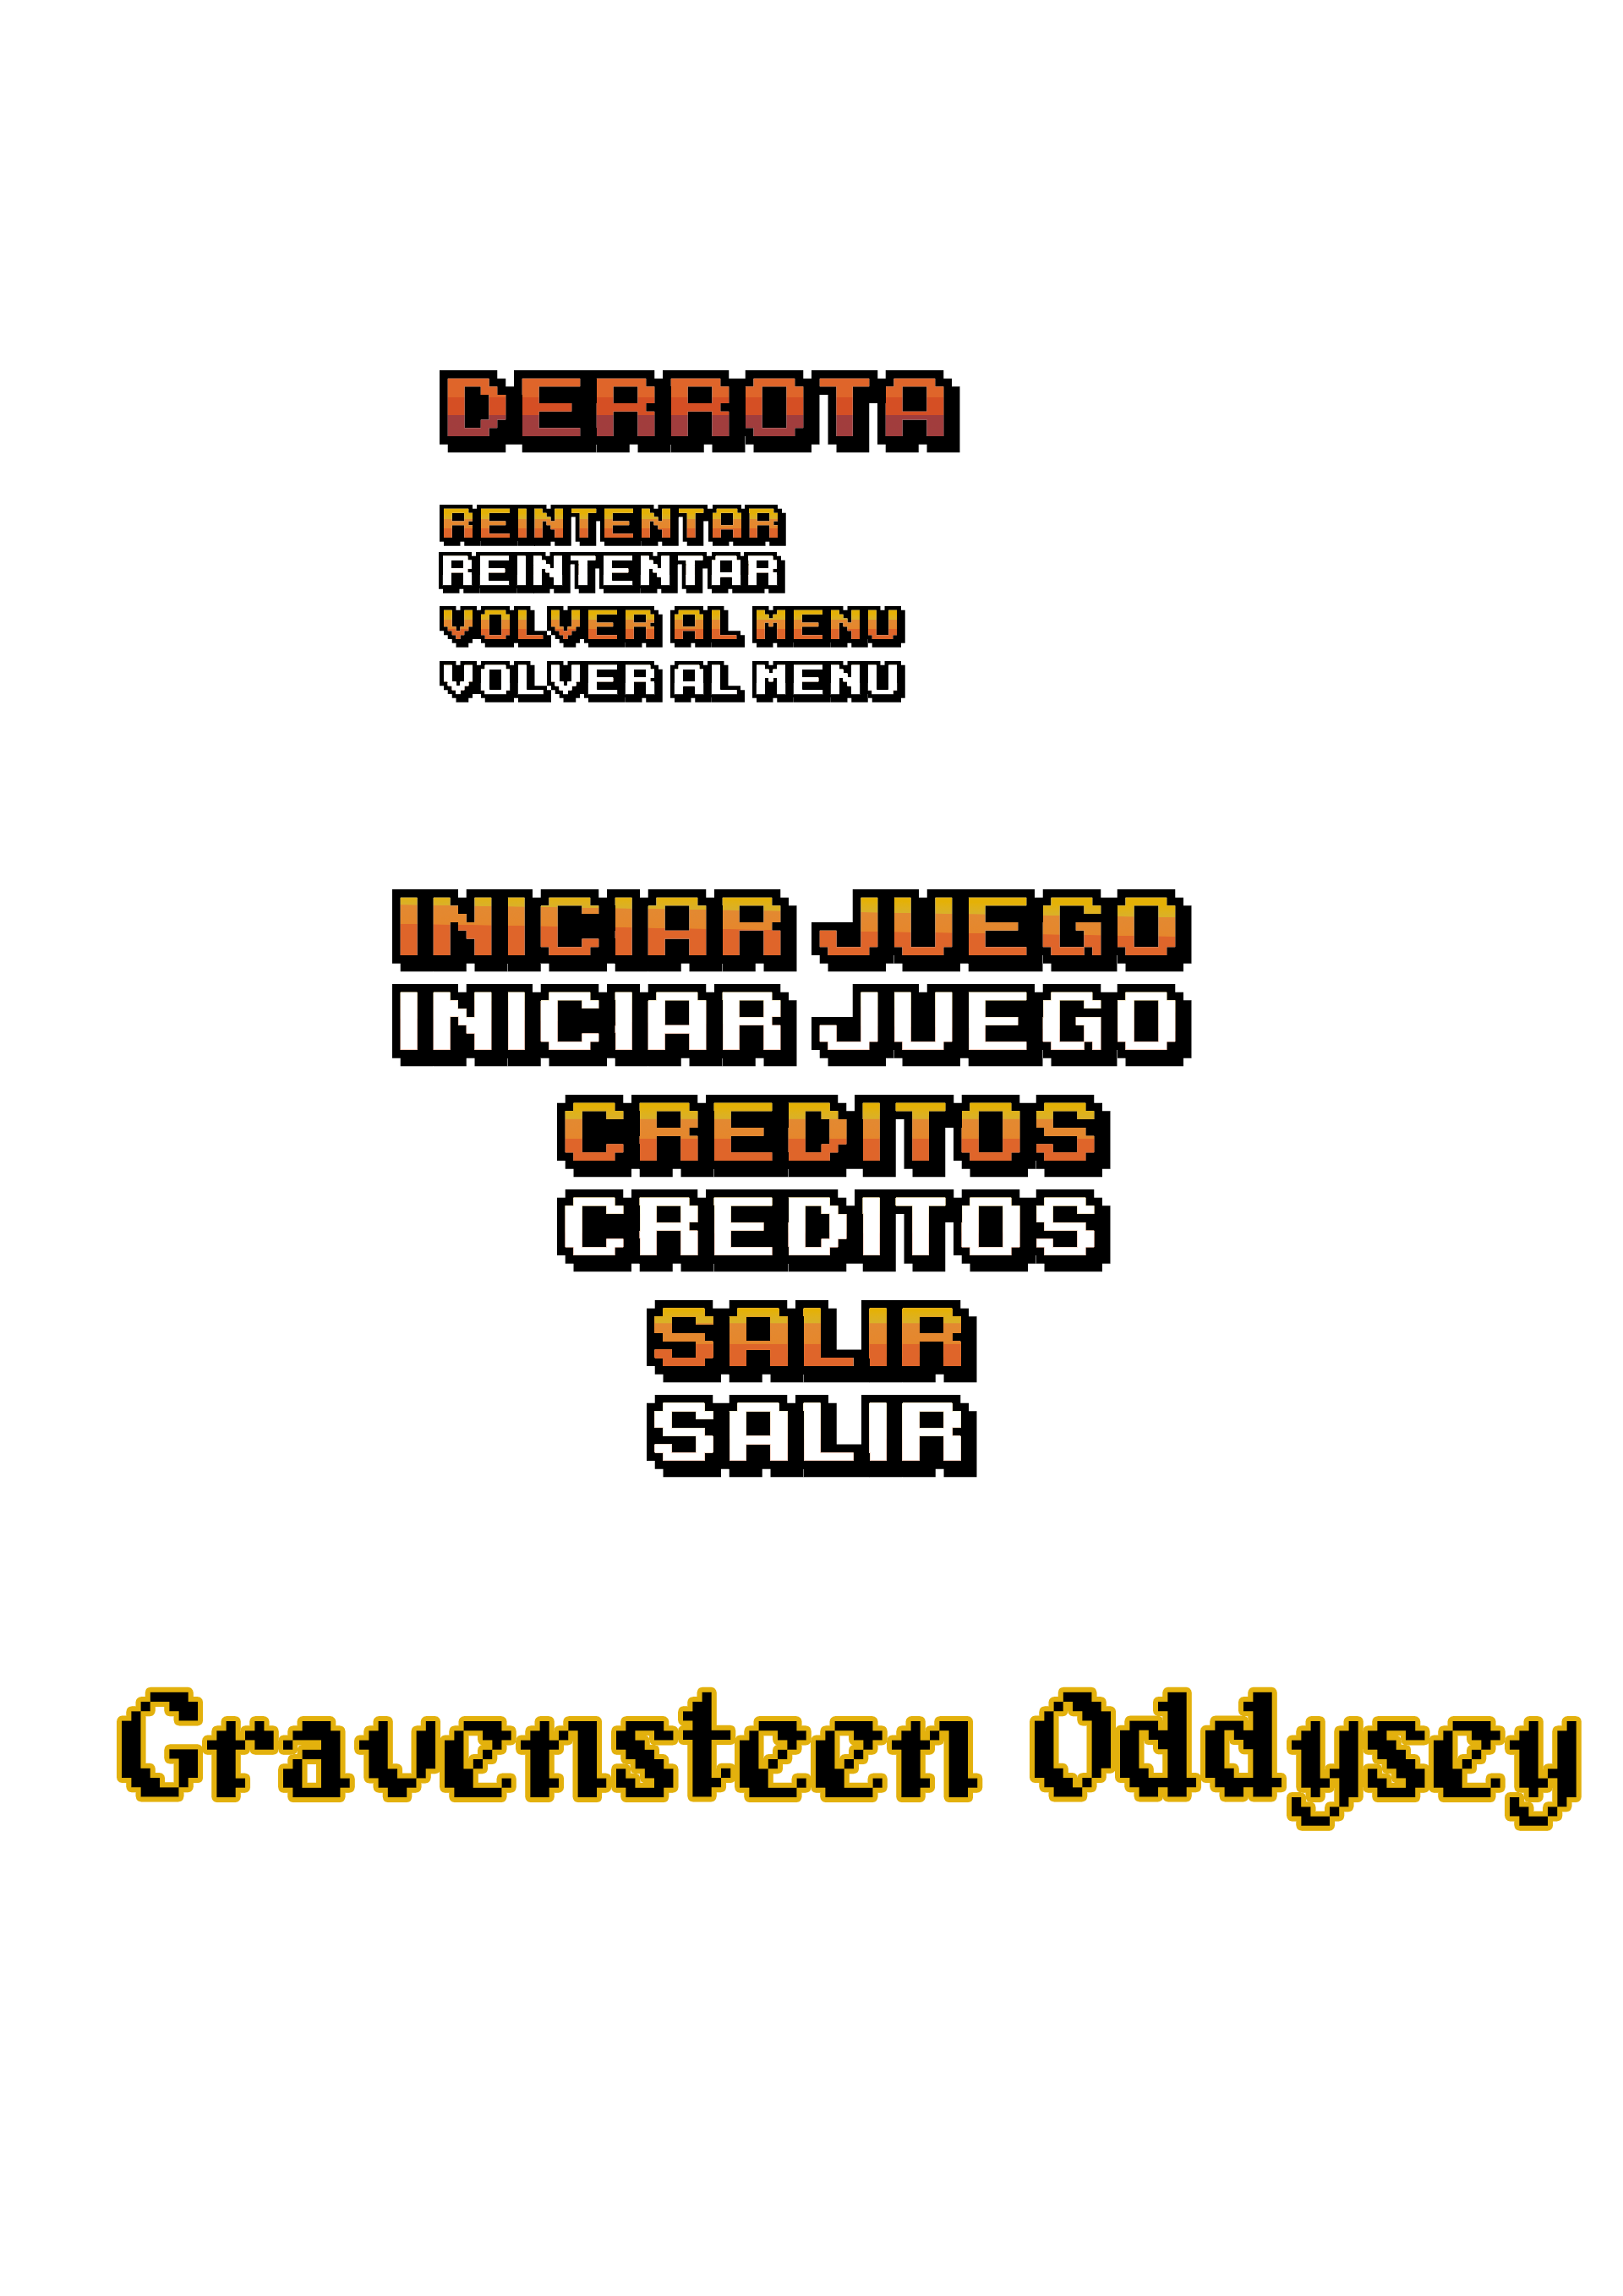 DERROTA
REINTENTAR
REINTENTAR
VOLVER AL MENU
VOLVER AL MENU
INICIAR JUEGO
INICIAR JUEGO
CREDITOS
CREDITOS
SALIR
SALIR
Gravensteen Oddysey